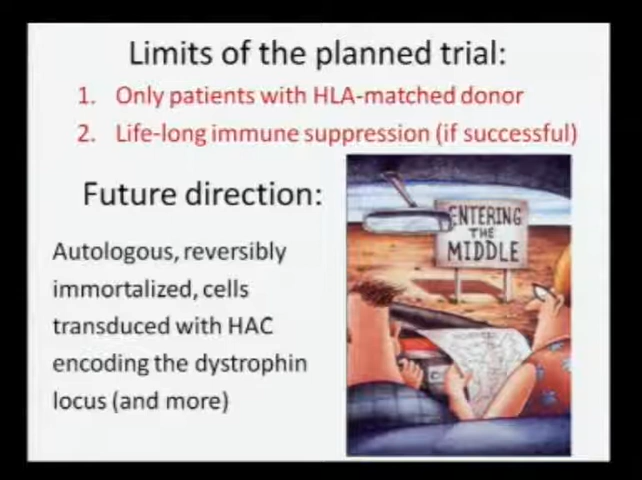 Limits of the planned trial:
1. Only patients with HLA-matched donor
2. Life-long immune suppression (if successful)
Future direction:
Autologous, reversibly
immortalized, cells
transduced with HAC
encoding the dystrophin
locus (and more)
ENTERING
THE
MIDDLE